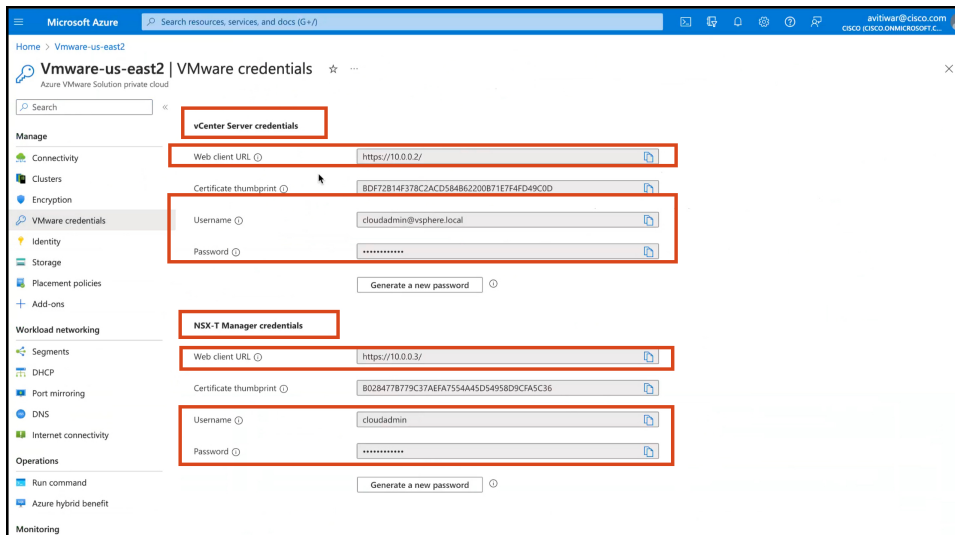 Microsoft Azure
Search resources, services, and docs (G+/)
avitiwar@cisco.com
CISCO (CISCO.ONMICROSOFT.C...
Home > Vmware-us-east2
Vmware-us-east2 | VMware credentials
Azure VMware Solution private cloud
Search
Manage
Connectivity
Clusters
Encryption
VMware credentials
Identity
Storage
Placement policies
Add-ons
Workload networking
Segments
DHCP
Port mirroring
DNS
Internet connectivity
Operations
Run command
Azure hybrid benefit
Monitoring
vCenter Server credentials
Web client URL
https://10.0.0.2/
Certificate thumbprint
BDF72B14F378C2ACD584B62200B71E7F4FD49C0D
Username
cloudadmin@vsphere.local
Password
••••••••••••
Generate a new password
NSX-T Manager credentials
Web client URL
https://10.0.0.3/
Certificate thumbprint
B028477B779C37AEFA7554A45D54958D9CFA5C36
Username
cloudadmin
Password
••••••••••••
Generate a new password